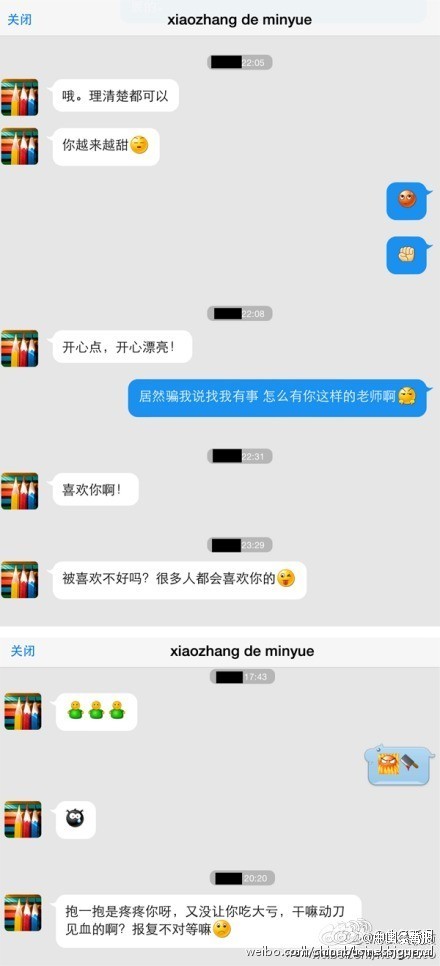 关闭
xiaozhang de minyue
22:05
哦。理清楚都可以
你越来越甜
22:08
开心点，开心漂亮！
居然骗我说找我有事 怎么有你这样的老师啊
22:31
喜欢你啊！
23:29
被喜欢不好吗？很多人都会喜欢你的
关闭
xiaozhang de minyue
17:43
20:20
抱一抱是疼疼你呀，又没让你吃大亏，干嘛动刀
见血的啊？报复不对等嘛